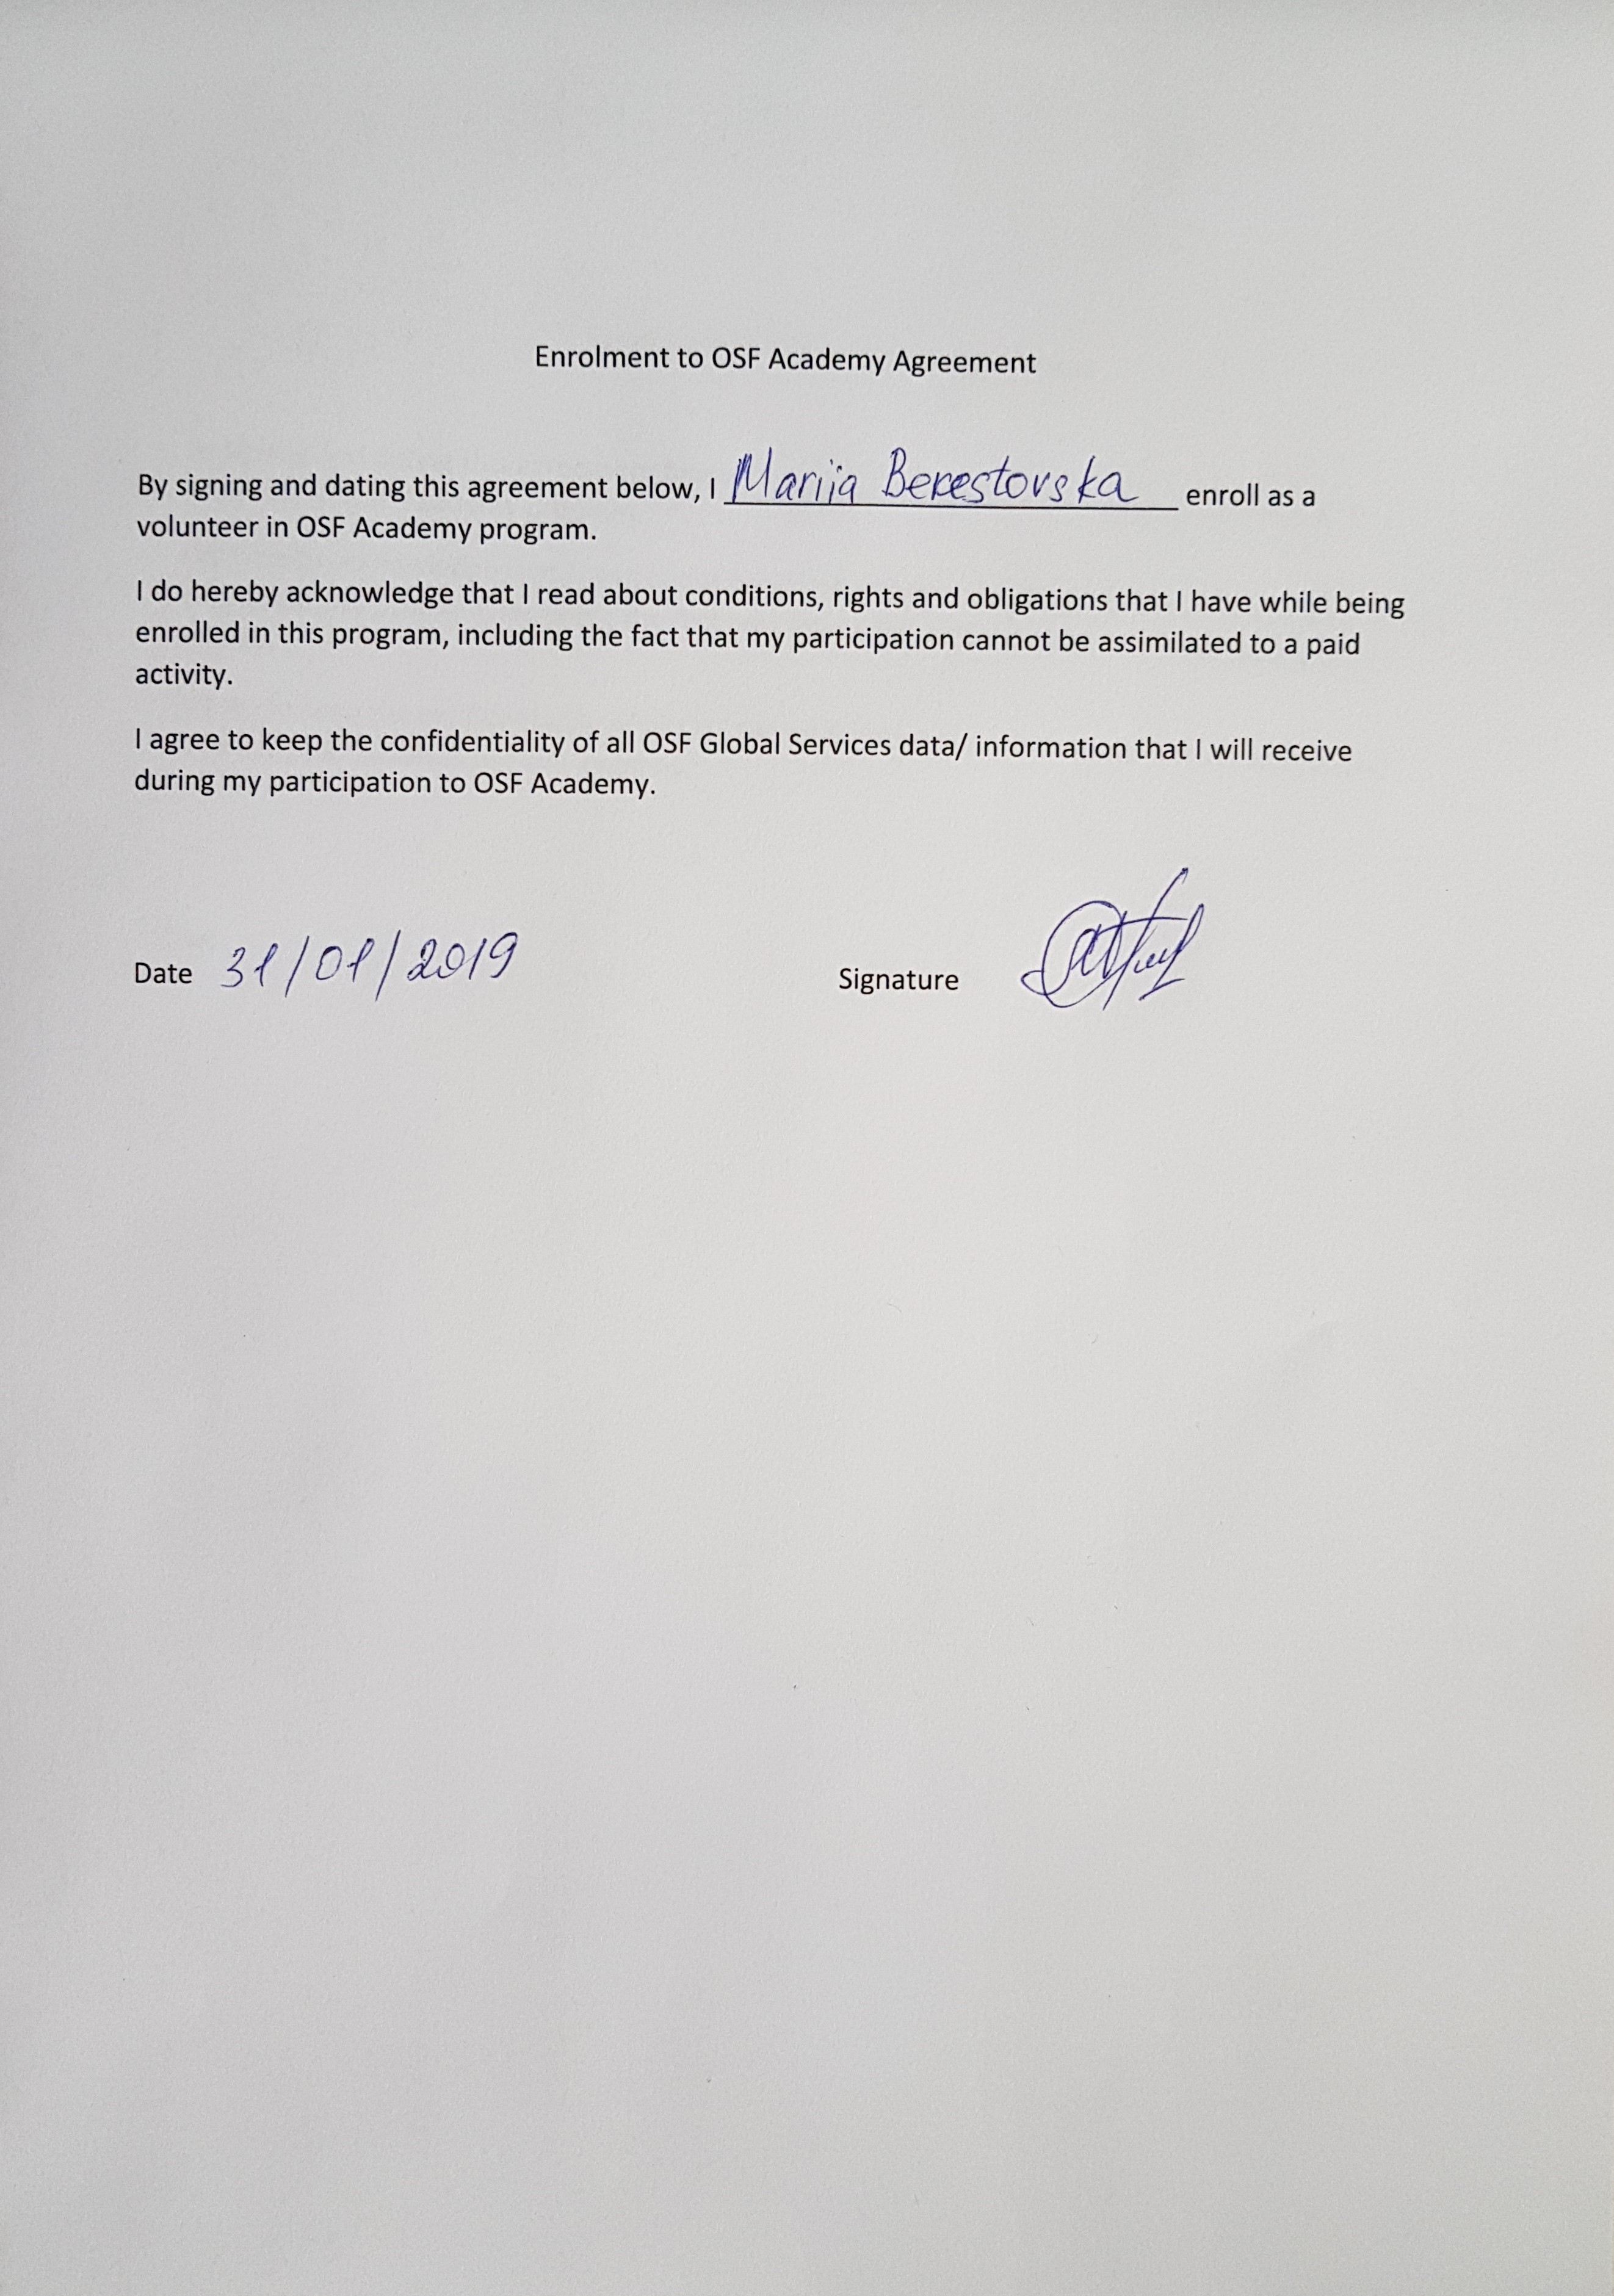 Enrolment to OSF Academy Agreement
By signing and dating this agreement below, I Mariia Berestovska enroll as a
volunteer in OSF Academy program.
I do hereby acknowledge that I read about conditions, rights and obligations that I have while being
enrolled in this program, including the fact that my participation cannot be assimilated to a paid
activity.
I agree to keep the confidentiality of all OSF Global Services data/ information that I will receive
during my participation to OSF Academy.
Date 31/01/2019 Signature